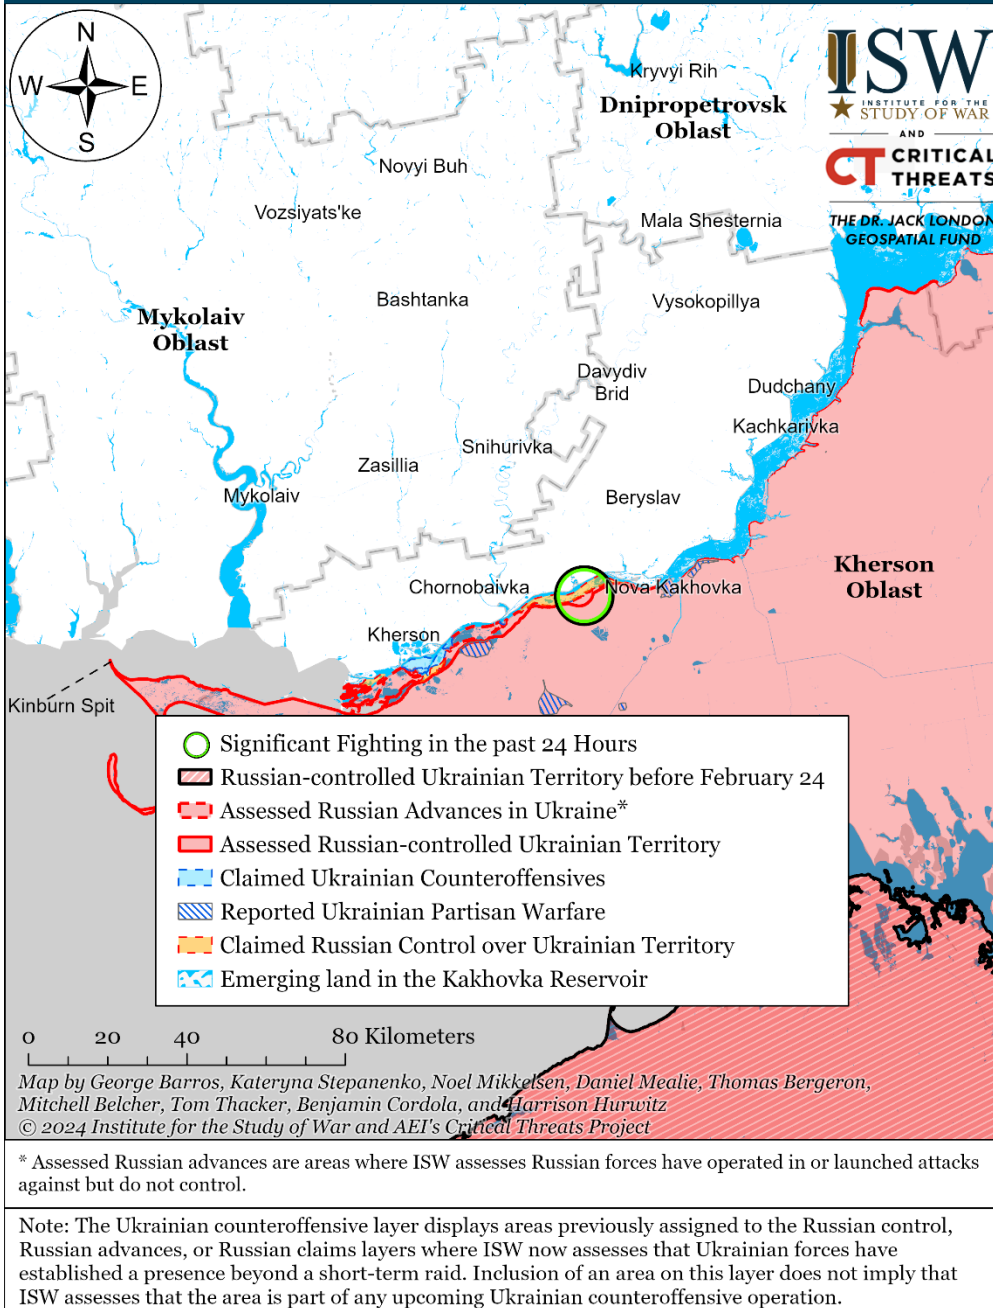 N
W E
S
ISW
INSTITUTE FOR THE
STUDY OF WAR
AND
CT CRITICAL
THREATS
THE DR. JACK LONDON
GEOSPATIAL FUND
Kryvyi Rih
Dnipropetrovsk
Oblast
Novyi Buh
Vozsiyats'ke
Mala Shesternia
Bashtanka
Vysokopillya
Mykolaiv
Oblast
Davydiv
Brid
Dudchany
Kachkarivka
Snihurivka
Zasillia
Mykolaiv
Beryslav
Kherson
Oblast
Chornobaivka
Nova Kakhovka
Kherson
Kinburn Spit
Significant Fighting in the past 24 Hours
Russian-controlled Ukrainian Territory before February 24
Assessed Russian Advances in Ukraine*
Assessed Russian-controlled Ukrainian Territory
Claimed Ukrainian Counteroffensives
Reported Ukrainian Partisan Warfare
Claimed Russian Control over Ukrainian Territory
Emerging land in the Kakhovka Reservoir
0 20 40 80 Kilometers
Map by George Barros, Kateryna Stepanenko, Noel Mikkelsen, Daniel Mealie, Thomas Bergeron,
Mitchell Belcher, Tom Thacker, Benjamin Cordola, and Harrison Hurwitz
© 2024 Institute for the Study of War and AEI's Critical Threats Project
* Assessed Russian advances are areas where ISW assesses Russian forces have operated in or launched attacks
against but do not control.
Note: The Ukrainian counteroffensive layer displays areas previously assigned to the Russian control,
Russian advances, or Russian claims layers where ISW now assesses that Ukrainian forces have
established a presence beyond a short-term raid. Inclusion of an area on this layer does not imply that
ISW assesses that the area is part of any upcoming Ukrainian counteroffensive operation.